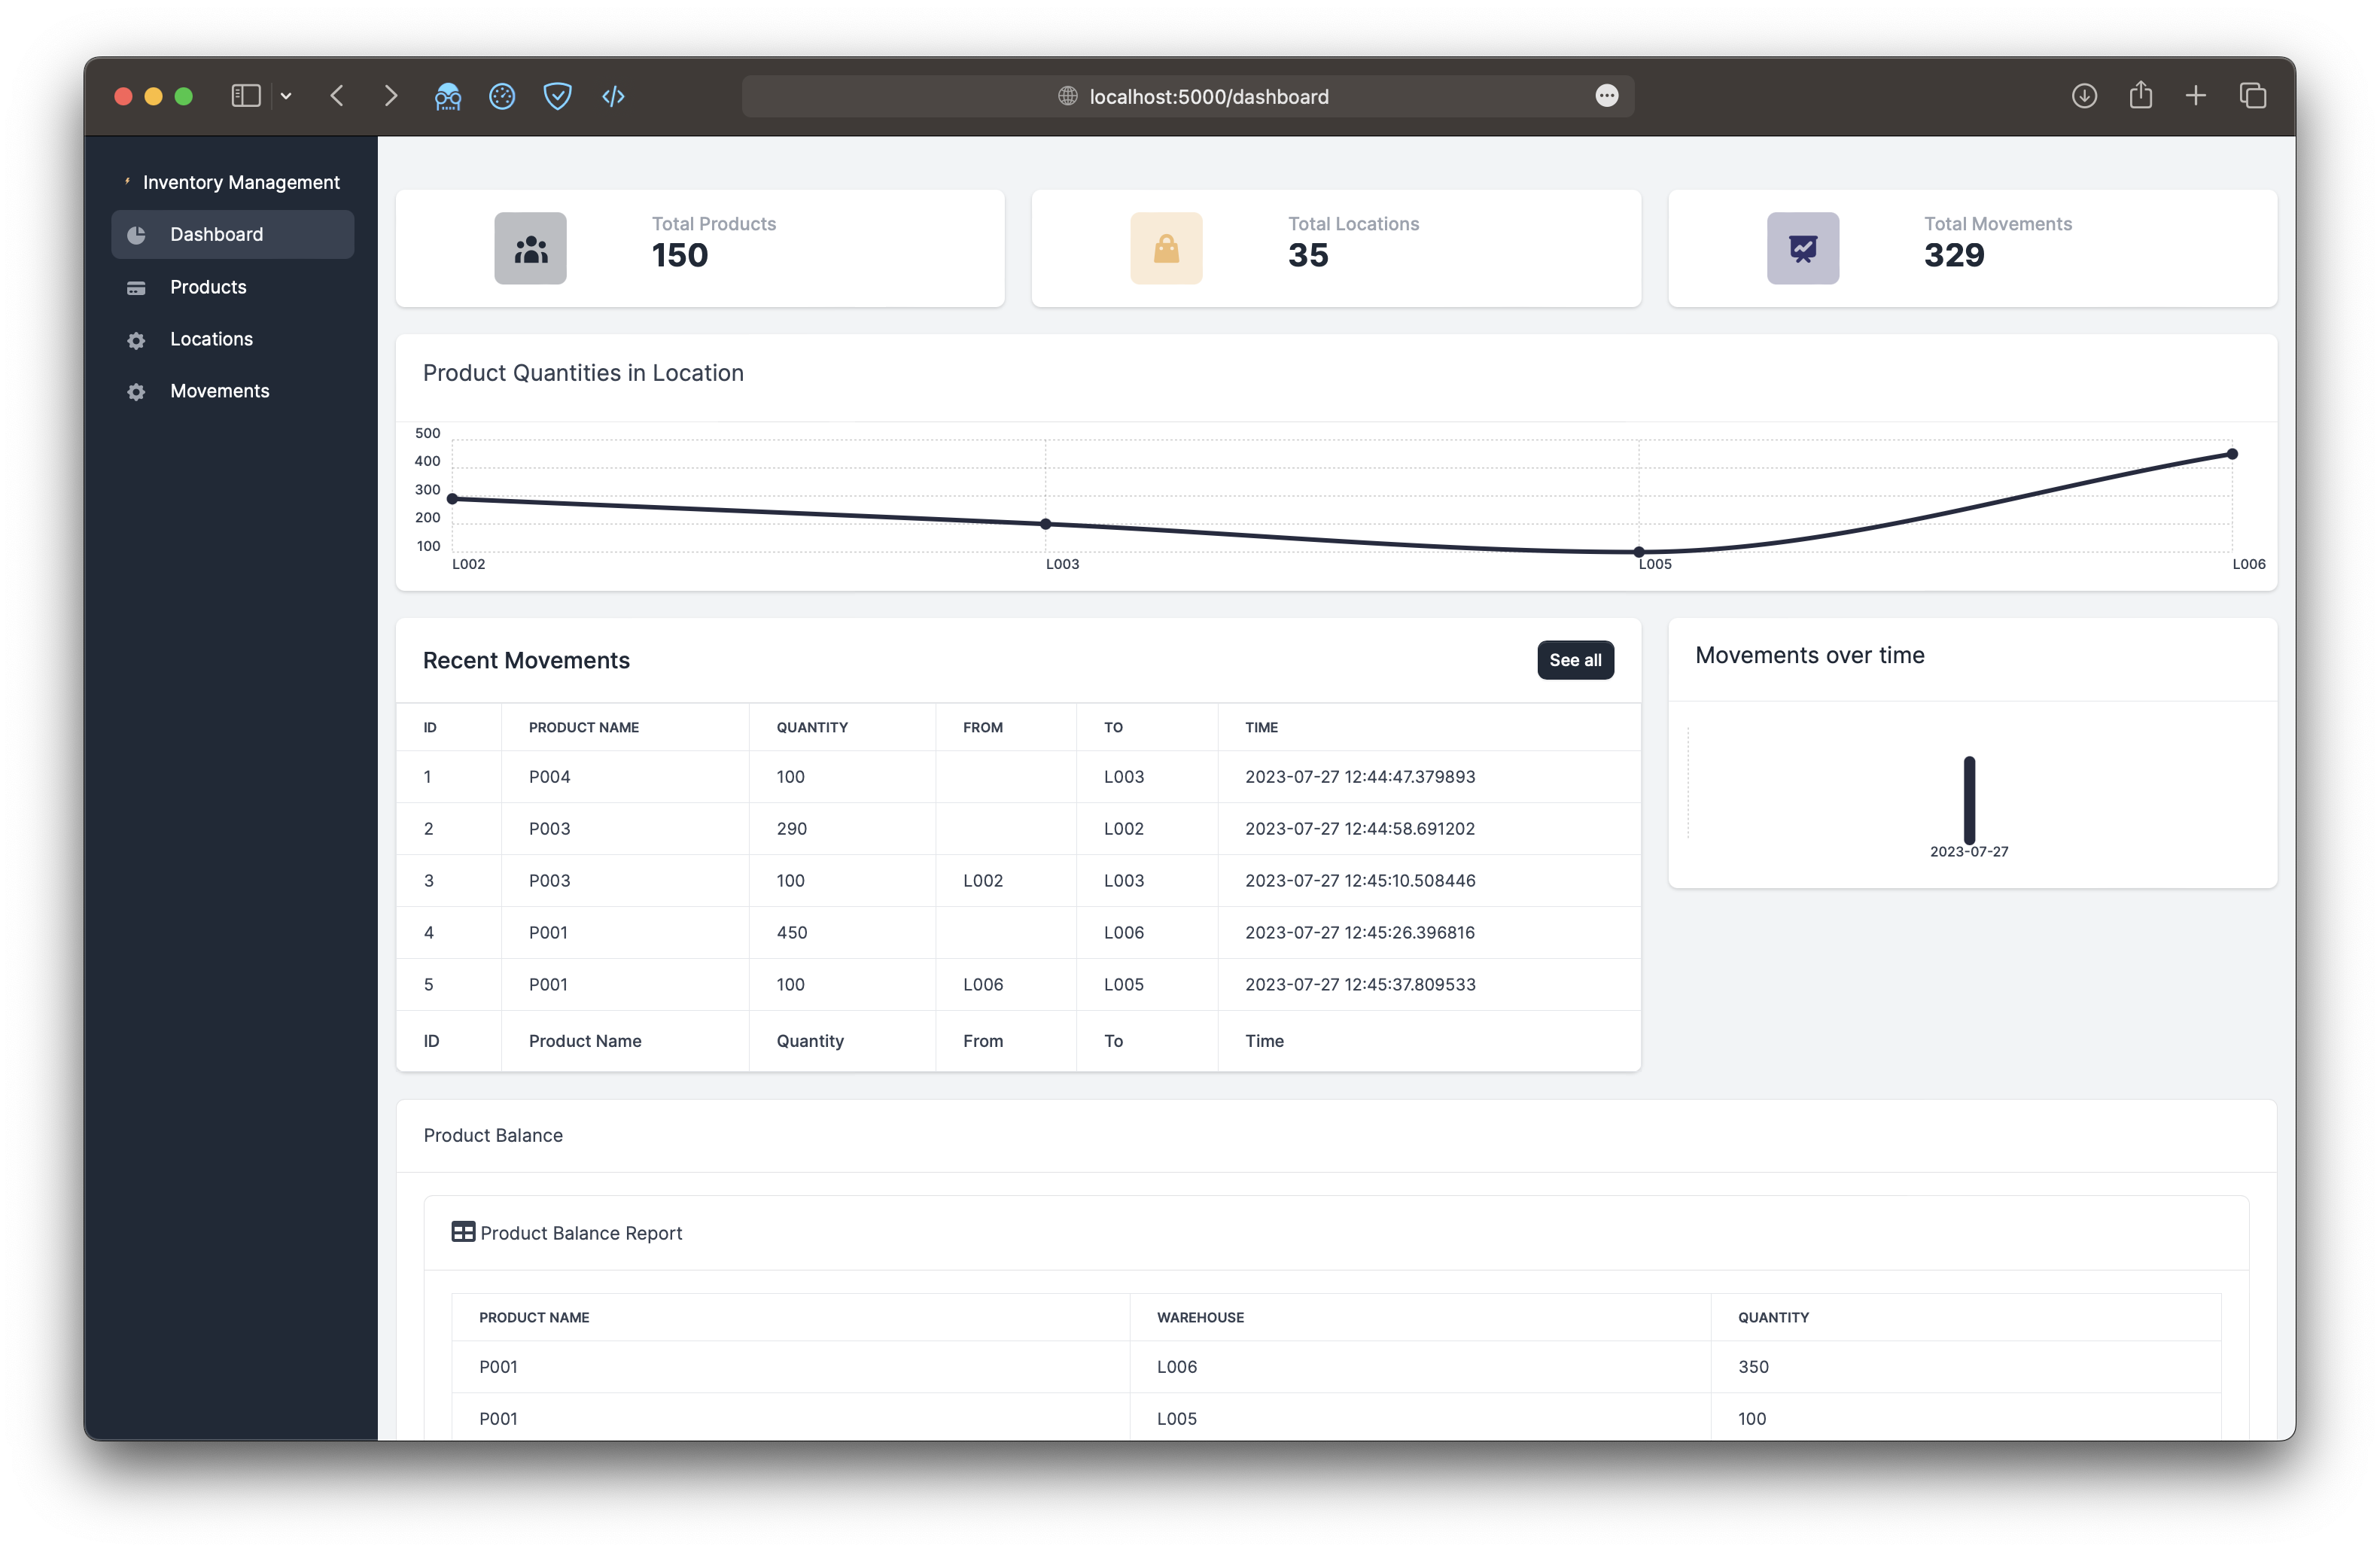 localhost:5000/dashboard
Inventory Management
Dashboard
Products
Locations
Movements
Total Products
150
Total Locations
35
Total Movements
329
Product Quantities in Location
500
400
300
200
100
L002 L003 L005 L006
Recent Movements See all
ID PRODUCT NAME QUANTITY FROM TO TIME
1 P004 100 L003 2023-07-27 12:44:47.379893
2 P003 290 L002 2023-07-27 12:44:58.691202
3 P003 100 L002 L003 2023-07-27 12:45:10.508446
4 P001 450 L006 2023-07-27 12:45:26.396816
5 P001 100 L006 L005 2023-07-27 12:45:37.809533
ID Product Name Quantity From To Time
Movements over time
2023-07-27
Product Balance
Product Balance Report
PRODUCT NAME WAREHOUSE QUANTITY
P001 L006 350
P001 L005 100